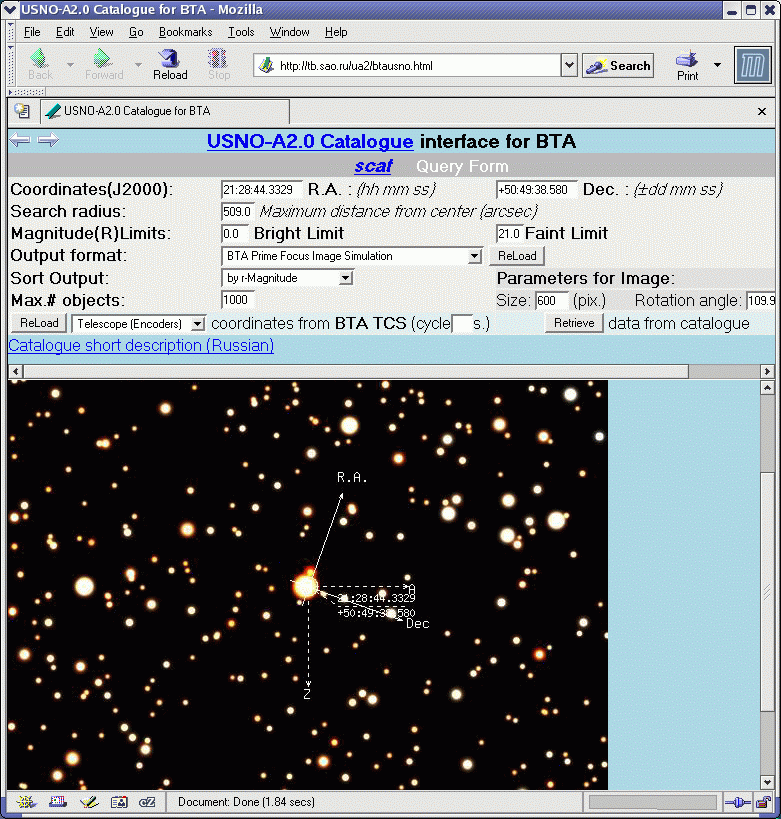 USNO-A2.0 Catalogue for BTA - Mozilla
File Edit View Go Bookmarks Tools Window Help
Back Forward Reload Stop http://tb.sao.ru/ua2/btausno.html Search Print
USNO-A2.0 Catalogue for BTA
USNO-A2.0 Catalogue interface for BTA
scat Query Form
Coordinates(J2000): 21:28:44.3329 R.A. : (hh mm ss) +50:49:38.580 Dec. : (±dd mm ss)
Search radius: 509.0 Maximum distance from center (arcsec)
Magnitude(R)Limits: 0.0 Bright Limit 21.0 Faint Limit
Output format: BTA Prime Focus Image Simulation ReLoad
Sort Output: by r-Magnitude Parameters for Image:
Max.# objects: 1000 Size: 600 (pix.) Rotation angle: 109.9
ReLoad Telescope (Encoders) coordinates from BTA TCS (cycle s.) Retrieve data from catalogue
Catalogue short description (Russian)
R.A.
A
21:28:44.3329
+50:49:38.580
Dec
Z
Document: Done (1.84 secs)